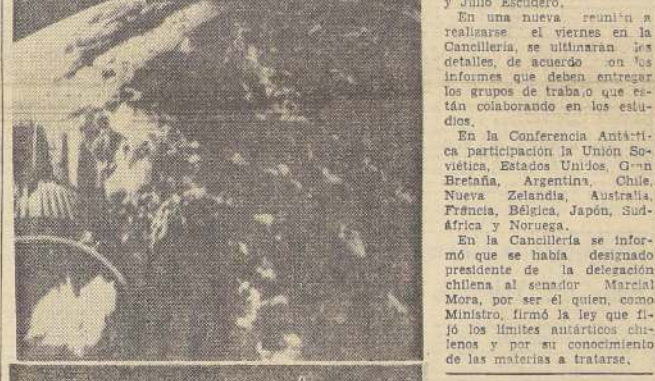 y Julio Escudero.
En una nueva reunión a
realizarse el viernes en la
Cancillería, se ultimarán los
detalles, de acuerdo on los
informes que deben entregar
los grupos de trabajo que es-
tán colaborando en los estu-
dios.
En la Conferencia Antárti-
ca participación la Unión So-
viética, Estados Unidos, Gran
Bretaña, Argentina, Chile,
Nueva Zelandia, Australia,
Francia, Bélgica, Japón, Sud-
áfrica y Noruega.
En la Cancillería se infor-
mó que se había designado
presidente de la delegación
chilena al senador Marcial
Mora, por ser él quien, como
Ministro, firmó la ley que fi-
jó los límites antárticos chi-
lenos y por su conocimiento
de las materias a tratarse.